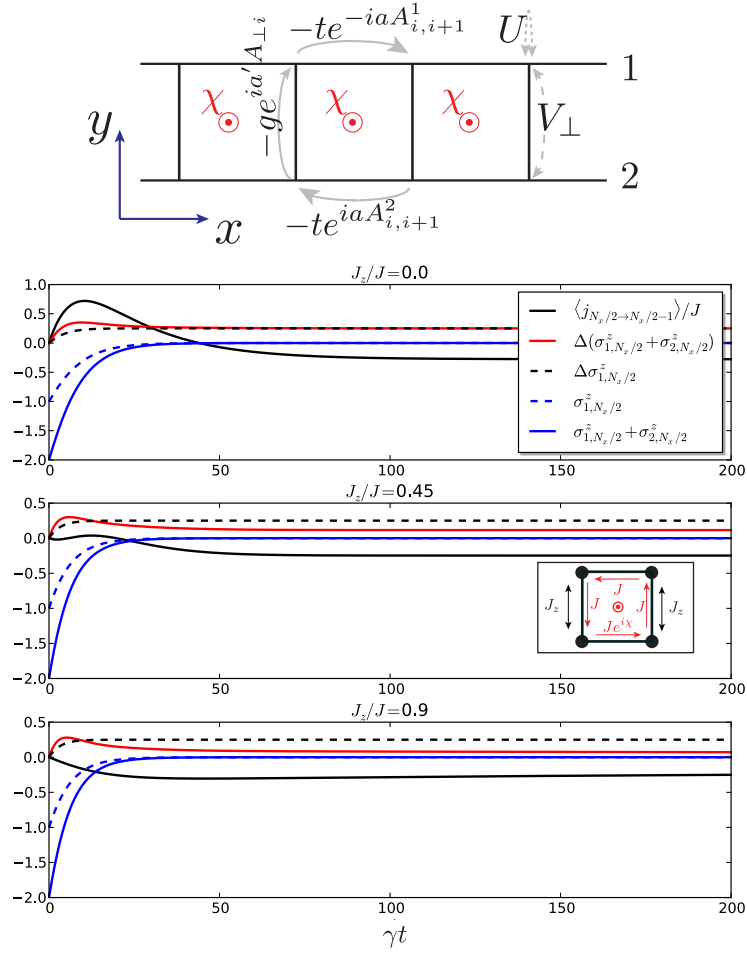 −te^{−iaA^1_{i,i+1}}
U
1
−ge^{ia′A_{⊥i}}
χ χ χ
V_⊥
y
2
−te^{iaA^2_{i,i+1}}
x
J_z/J=0.0
1.0
0.5
0.0
−0.5
−1.0
−1.5
−2.0
⟨j_{N_x/2→N_x/2−1}⟩/J
Δ(σ^z_{1,N_x/2}+σ^z_{2,N_x/2})
Δσ^z_{1,N_x/2}
σ^z_{1,N_x/2}
σ^z_{1,N_x/2}+σ^z_{2,N_x/2}
0 50 100 150 200
J_z/J=0.45
0.5
0.0
−0.5
−1.0
−1.5
−2.0
J
J_z J J J_z
Je^{iχ}
0 50 100 150 200
J_z/J=0.9
0.5
0.0
−0.5
−1.0
−1.5
−2.0
0 50 100 150 200
γt